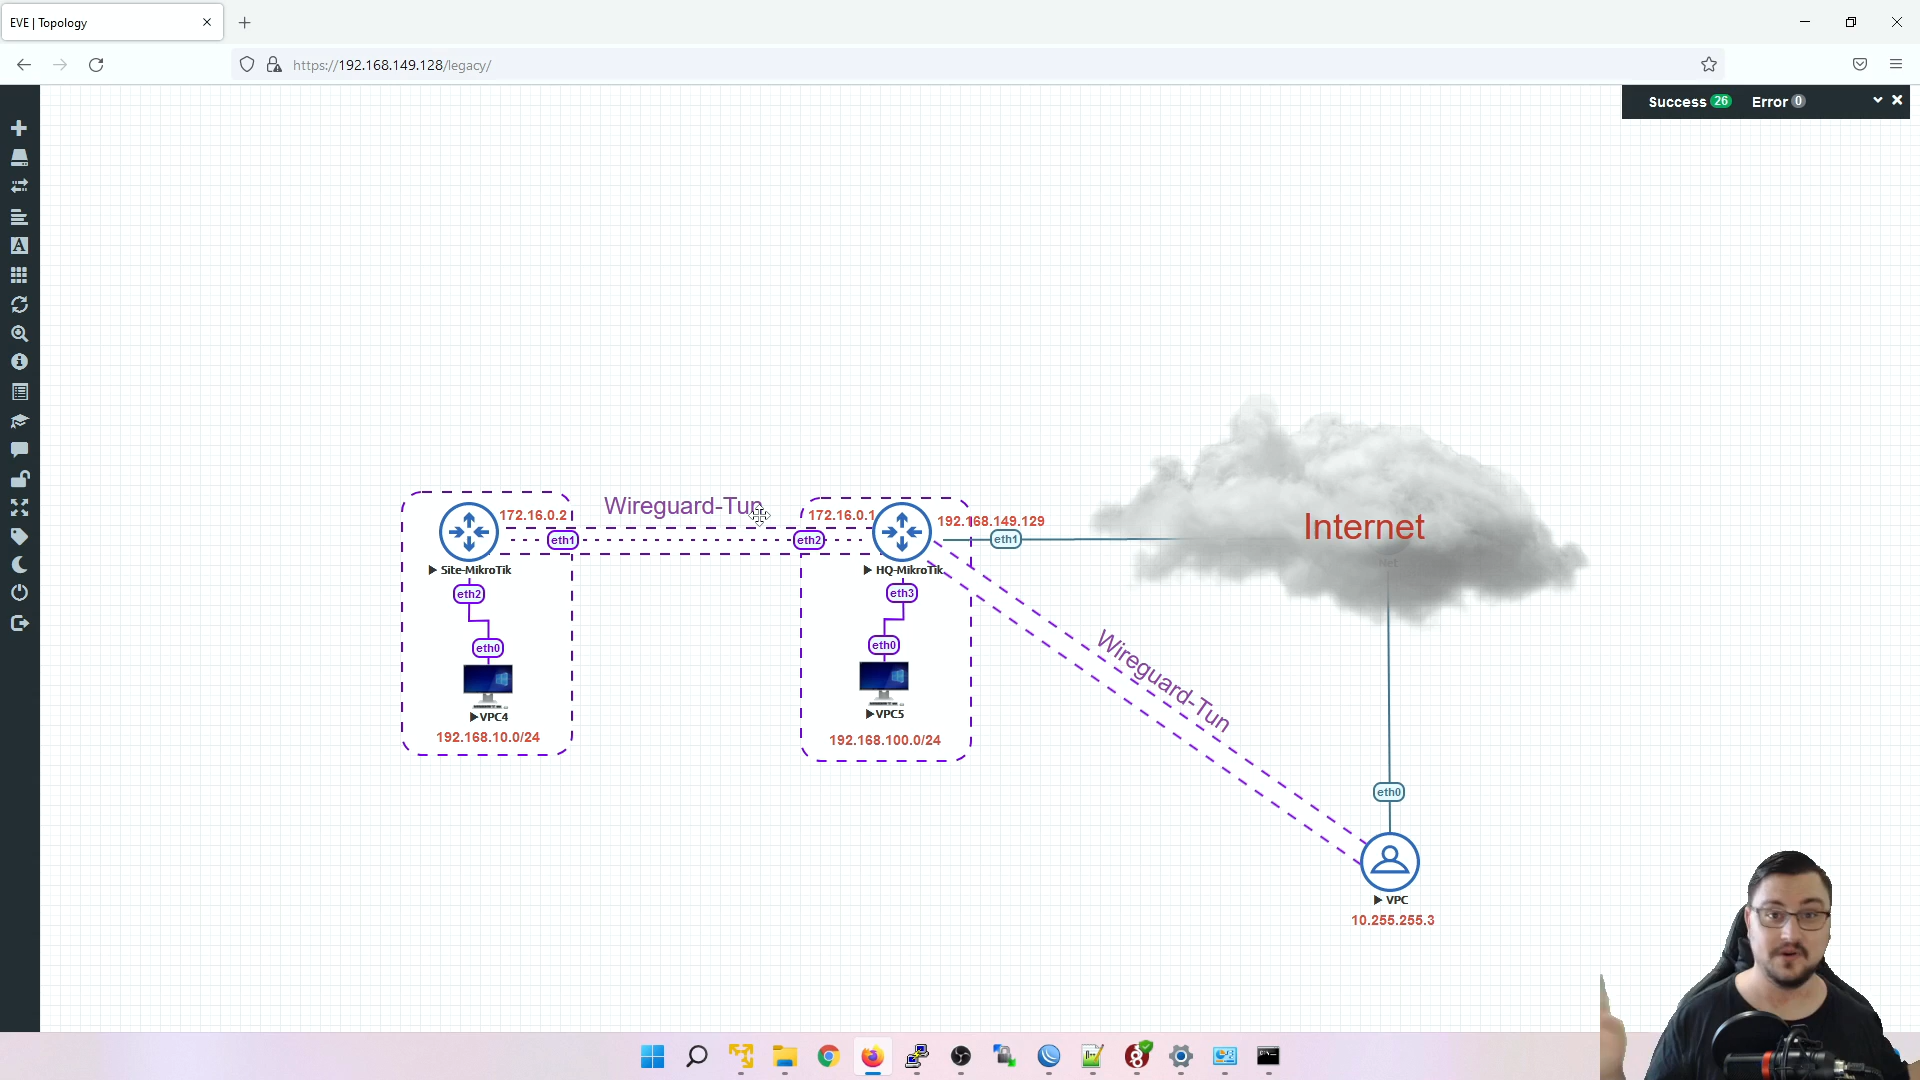 EVE | Topology
https://192.168.149.128/legacy/
Success 26 Error 0
Wireguard-Tun
172.16.0.2
172.16.0.1
192.168.149.129
Internet
eth1
eth2
eth1
Net
Site-MikroTik
HQ-MikroTik
eth2
eth3
eth0
eth0
Wireguard-Tun
VPC4
VPC5
192.168.10.0/24
192.168.100.0/24
eth0
VPC
10.255.255.3